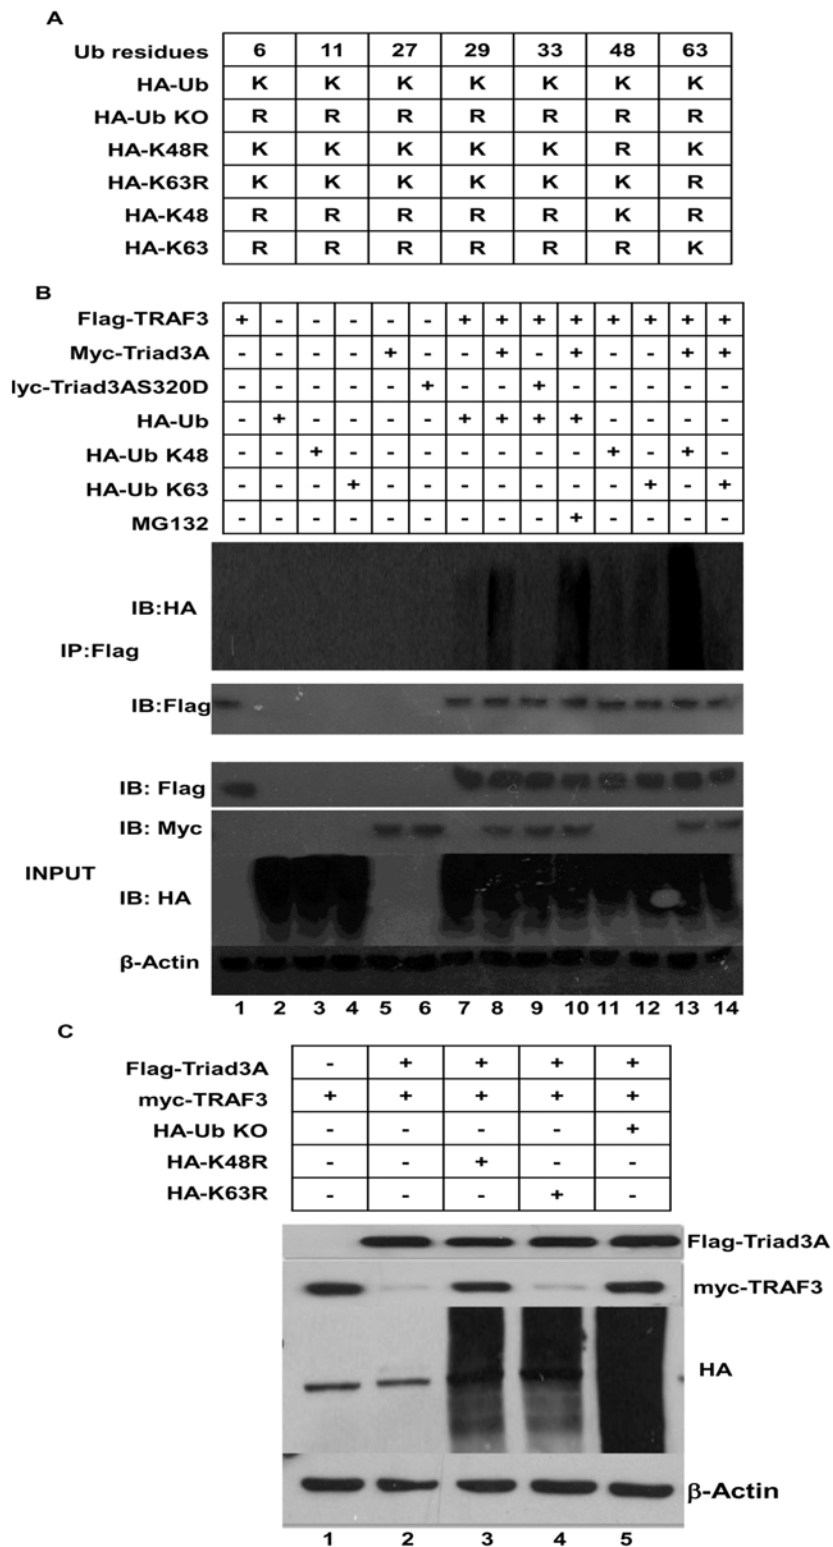 A
Ub residues 6 11 27 29 33 48 63
HA-Ub K K K K K K K
HA-Ub KO R R R R R R R
HA-K48R K K K K K R K
HA-K63R K K K K K K R
HA-K48 R R R R R K R
HA-K63 R R R R R R K
B
Flag-TRAF3 + - - - - - + + + + + + + +
Myc-Triad3A - - - - + - - + - + - - + +
lyc-Triad3AS320D - - - - - + - - + - - - - -
HA-Ub - + - - - - + + + + - - - -
HA-Ub K48 - - + - - - - - - - + - + -
HA-Ub K63 - - - + - - - - - - - + - +
MG132 - - - - - - - - - + - - - -
IB:HA
IP:Flag
IB:Flag
IB: Flag
IB: Myc
INPUT
IB: HA
β-Actin
1 2 3 4 5 6 7 8 9 10 11 12 13 14
C
Flag-Triad3A - + + + +
myc-TRAF3 + + + + +
HA-Ub KO - - - - +
HA-K48R - - + - -
HA-K63R - - - + -
Flag-Triad3A
myc-TRAF3
HA
β-Actin
1 2 3 4 5